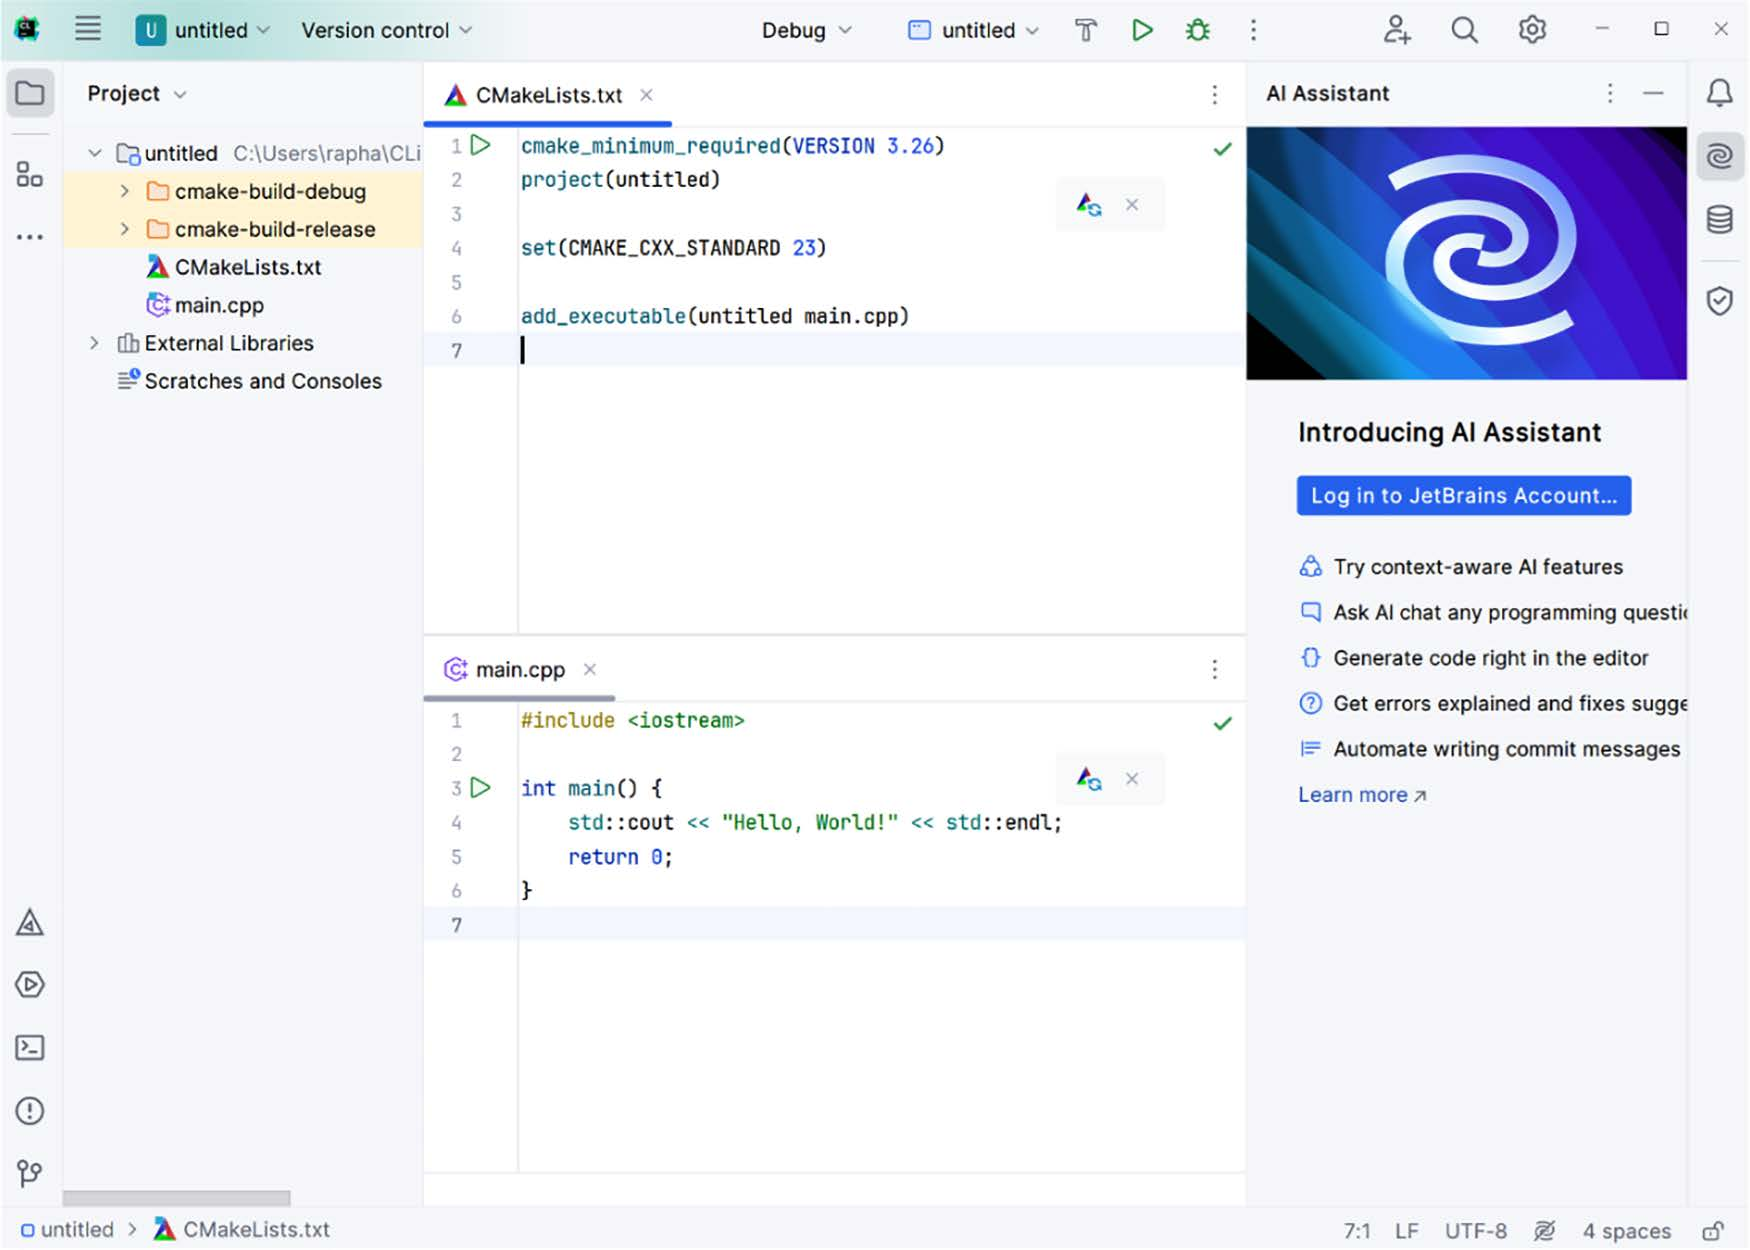 U untitled Version control Debug untitled
Project
untitled C:\Users\rapha\CLi
cmake-build-debug
cmake-build-release
CMakeLists.txt
main.cpp
External Libraries
Scratches and Consoles
CMakeLists.txt
1 cmake_minimum_required(VERSION 3.26)
2 project(untitled)
3
4 set(CMAKE_CXX_STANDARD 23)
5
6 add_executable(untitled main.cpp)
7
main.cpp
1 #include <iostream>
2
3 int main() {
4     std::cout << "Hello, World!" << std::endl;
5     return 0;
6 }
7
AI Assistant
Introducing AI Assistant
Log in to JetBrains Account...
Try context-aware AI features
Ask AI chat any programming questi
Generate code right in the editor
Get errors explained and fixes sugge
Automate writing commit messages
Learn more ↗
untitled > CMakeLists.txt 7:1 LF UTF-8 4 spaces